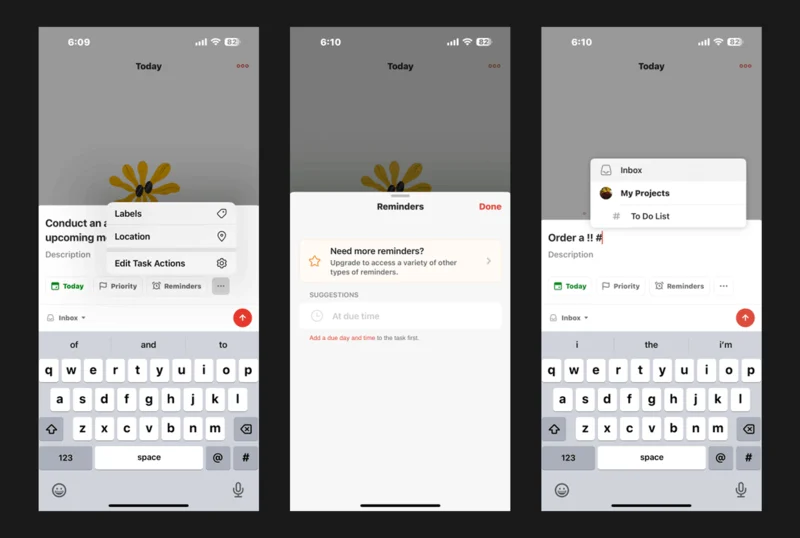 6:09
82
Today
Conduct an a
upcoming m
Description
Labels
Location
Edit Task Actions
Today
Priority
Reminders
Inbox
of and to
q w e r t y u i o p
a s d f g h j k l
z x c v b n m
123 space @ #
6:10
82
Today
Reminders
Done
Need more reminders?
Upgrade to access a variety of other
types of reminders.
SUGGESTIONS
At due time
Add a due day and time to the task first.
6:10
82
Today
Inbox
My Projects
# To Do List
Order a !! #
Description
Today
Priority
Reminders
Inbox
i the i'm
q w e r t y u i o p
a s d f g h j k l
z x c v b n m
123 space @ #